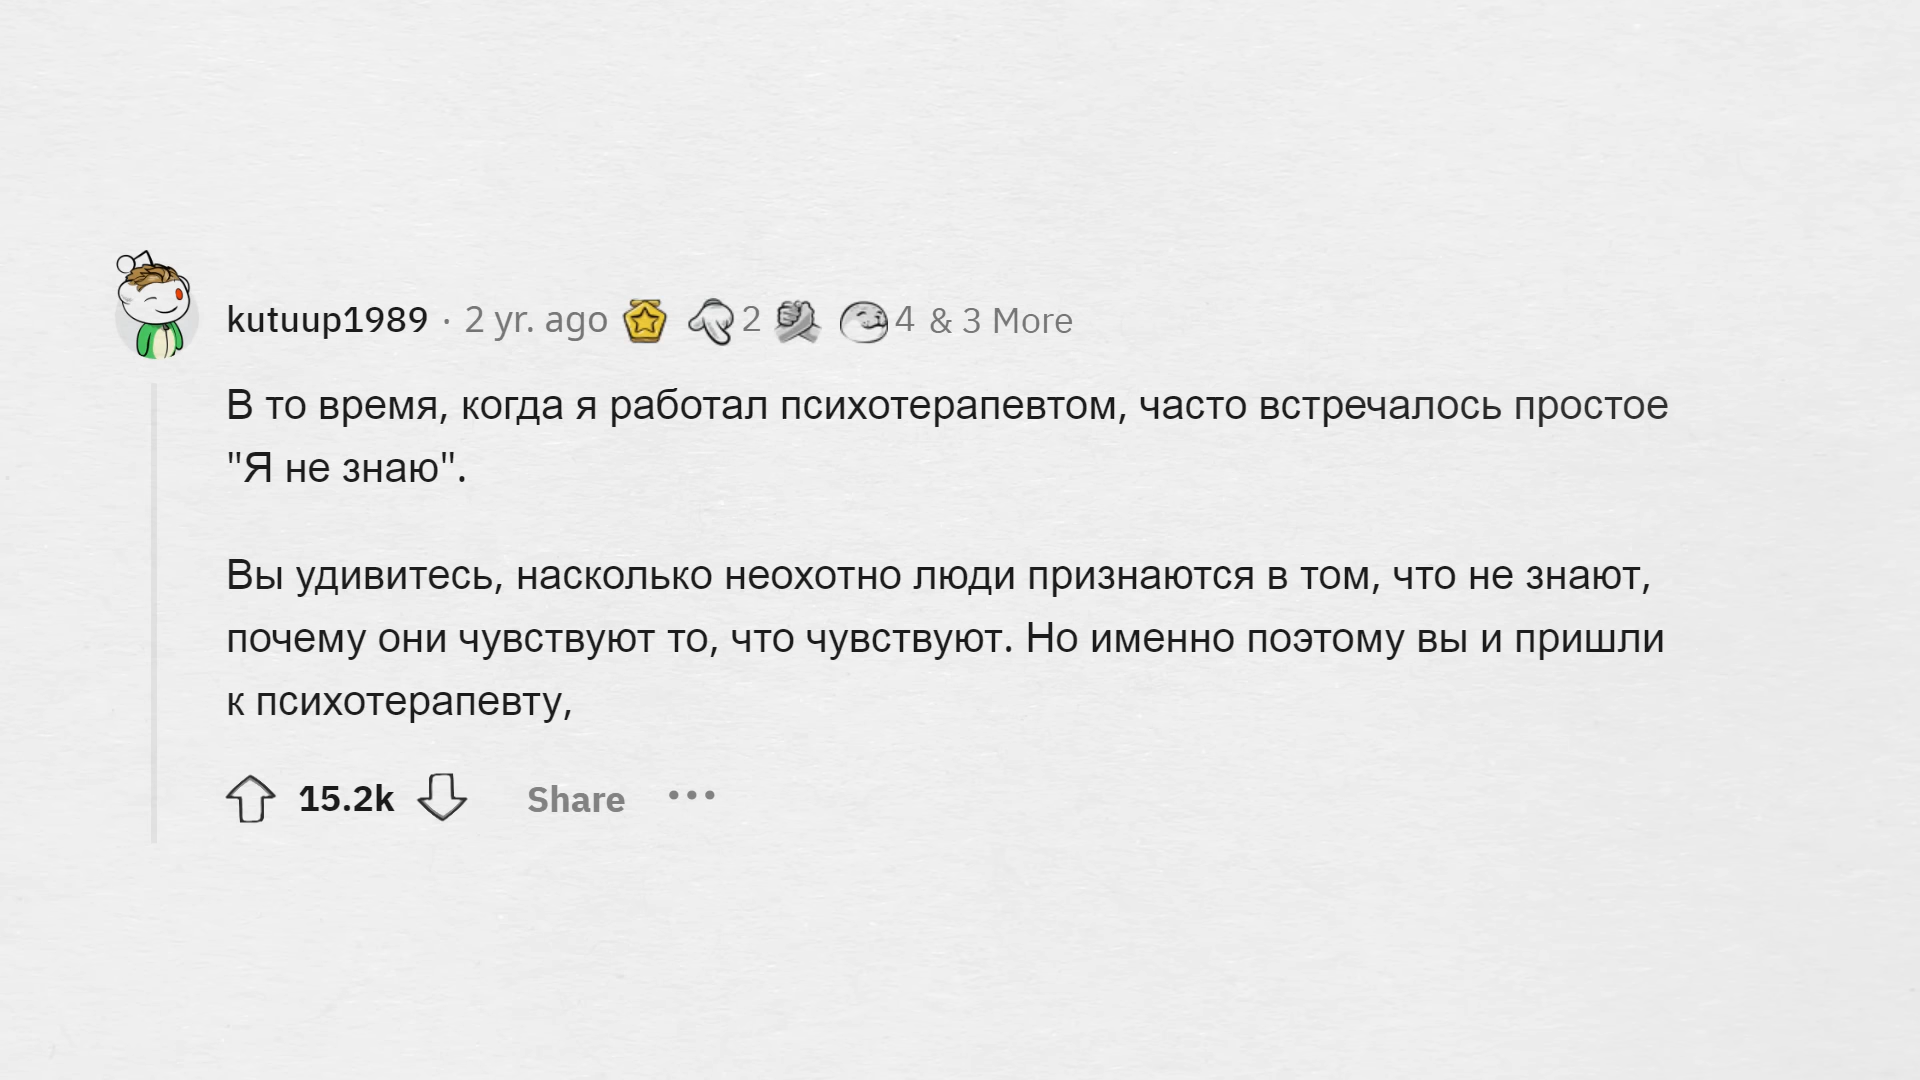 kutuup1989 · 2 yr. ago 2 4 & 3 More
В то время, когда я работал психотерапевтом, часто встречалось простое
"Я не знаю".
Вы удивитесь, насколько неохотно люди признаются в том, что не знают,
почему они чувствуют то, что чувствуют. Но именно поэтому вы и пришли
к психотерапевту,
15.2k Share •••